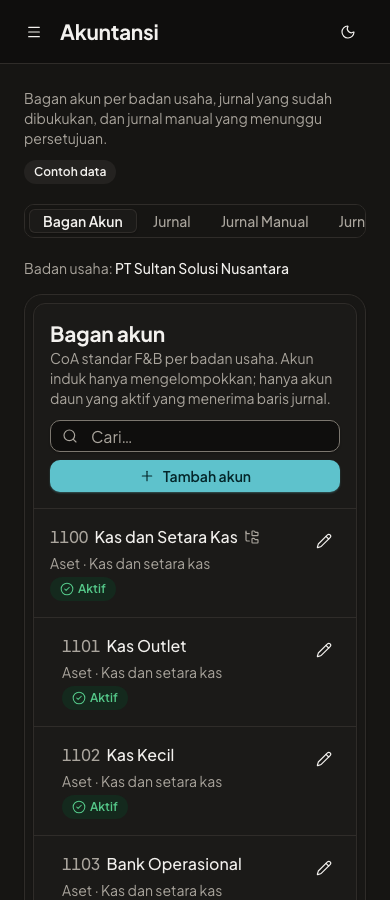 Akuntansi
Bagan akun per badan usaha, jurnal yang sudah
dibukukan, dan jurnal manual yang menunggu
persetujuan.
Contoh data
Bagan Akun Jurnal Jurnal Manual Jurn
Badan usaha: PT Sultan Solusi Nusantara
Bagan akun
CoA standar F&B per badan usaha. Akun
induk hanya mengelompokkan; hanya akun
daun yang aktif yang menerima baris jurnal.
Cari...
Tambah akun
1100 Kas dan Setara Kas
Aset · Kas dan setara kas
Aktif
1101 Kas Outlet
Aset · Kas dan setara kas
Aktif
1102 Kas Kecil
Aset · Kas dan setara kas
Aktif
1103 Bank Operasional
Aset · Kas dan setara kas